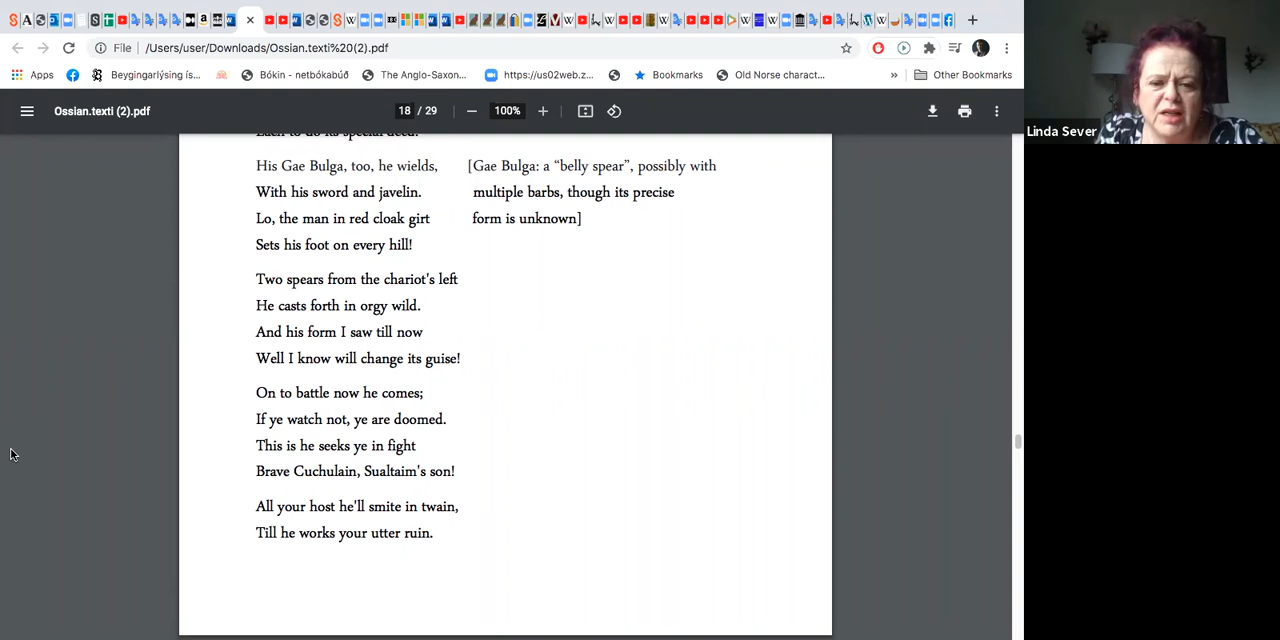 File /Users/user/Downloads/Ossian.texti%20(2).pdf
Apps Beygingarlýsing ís... Bókin - netbókabúð The Anglo-Saxon... https://us02web.z... Bookmarks Old Norse charact... » Other Bookmarks
Ossian.texti (2).pdf 18 / 29 — 100% +
Each to do its special deed!
His Gae Bulga, too, he wields, [Gae Bulga: a “belly spear”, possibly with
With his sword and javelin. multiple barbs, though its precise
Lo, the man in red cloak girt form is unknown]
Sets his foot on every hill!
Two spears from the chariot's left
He casts forth in orgy wild.
And his form I saw till now
Well I know will change its guise!
On to battle now he comes;
If ye watch not, ye are doomed.
This is he seeks ye in fight
Brave Cuchulain, Sualtaim's son!
All your host he'll smite in twain,
Till he works your utter ruin.
Linda Sever